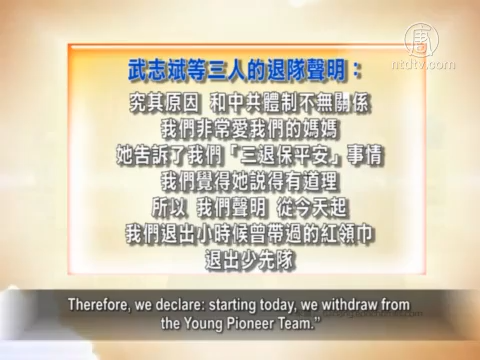 唐
ntdtv.com
武志斌等三人的退隊聲明：
究其原因 和中共體制不無關係
我們非常愛我們的媽媽
她告訴了我們「三退保平安」事情
我們覺得她説得有道理
所以 我們聲明 從今天起
我們退出小時候曾帶過的紅領巾
退出少先隊
Therefore, we declare: starting today, we withdraw from
the Young Pioneer Team.”